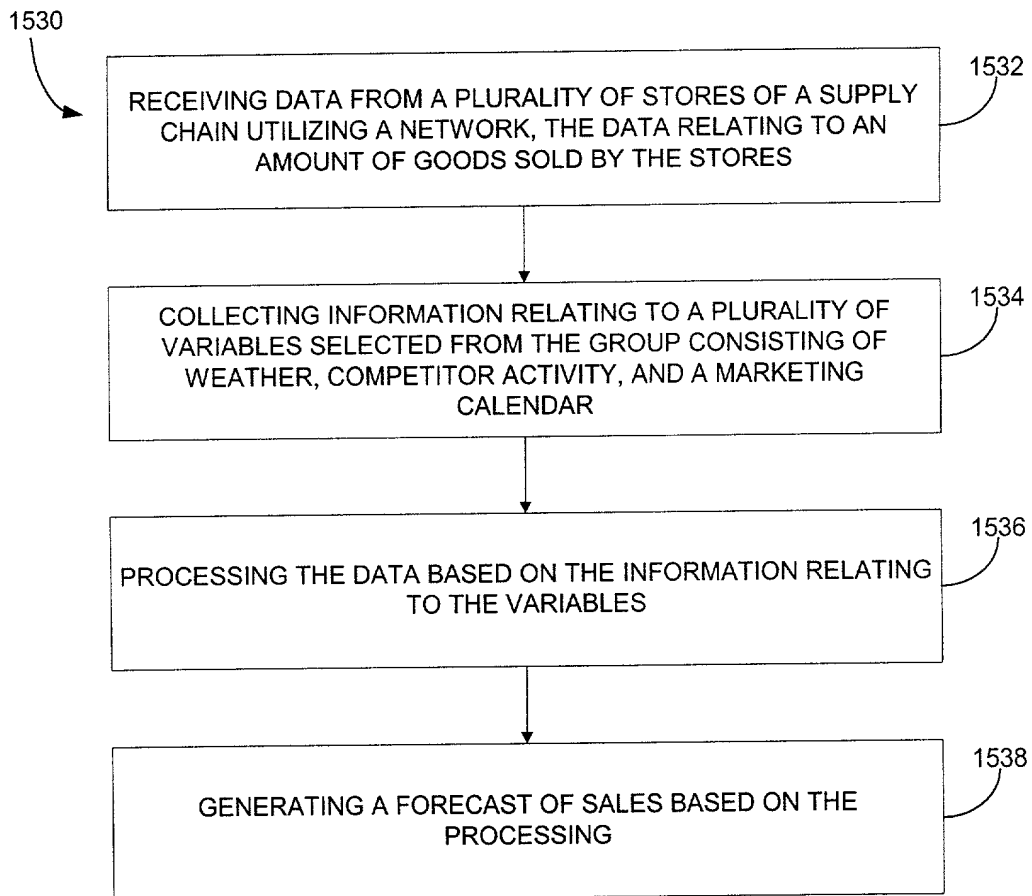 1530
1532
RECEIVING DATA FROM A PLURALITY OF STORES OF A SUPPLY
CHAIN UTILIZING A NETWORK, THE DATA RELATING TO AN
AMOUNT OF GOODS SOLD BY THE STORES
1534
COLLECTING INFORMATION RELATING TO A PLURALITY OF
VARIABLES SELECTED FROM THE GROUP CONSISTING OF
WEATHER, COMPETITOR ACTIVITY, AND A MARKETING
CALENDAR
1536
PROCESSING THE DATA BASED ON THE INFORMATION RELATING
TO THE VARIABLES
1538
GENERATING A FORECAST OF SALES BASED ON THE
PROCESSING